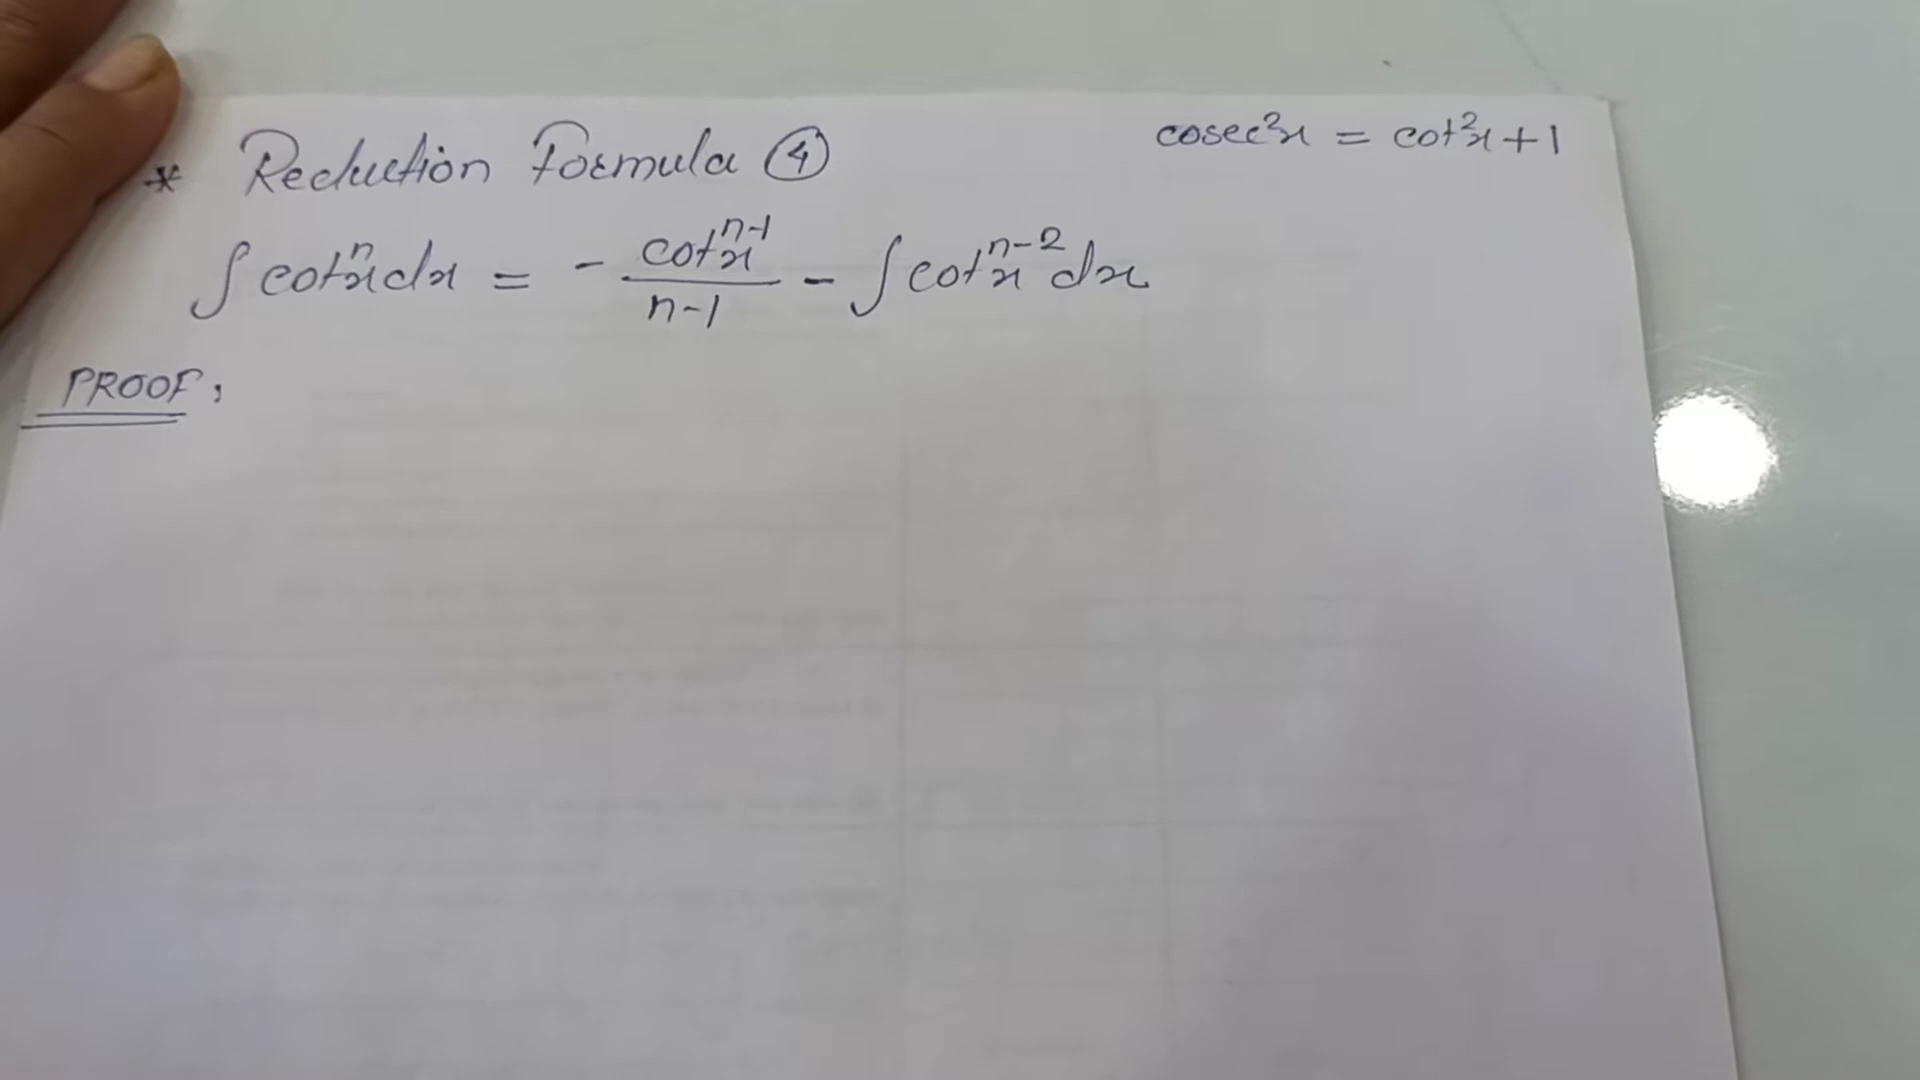 * Reduction Formula ④
cosec²x = cot²x + 1
∫ cotⁿx dx = - cotⁿ⁻¹x / n-1 - ∫ cotⁿ⁻²x dx
PROOF: